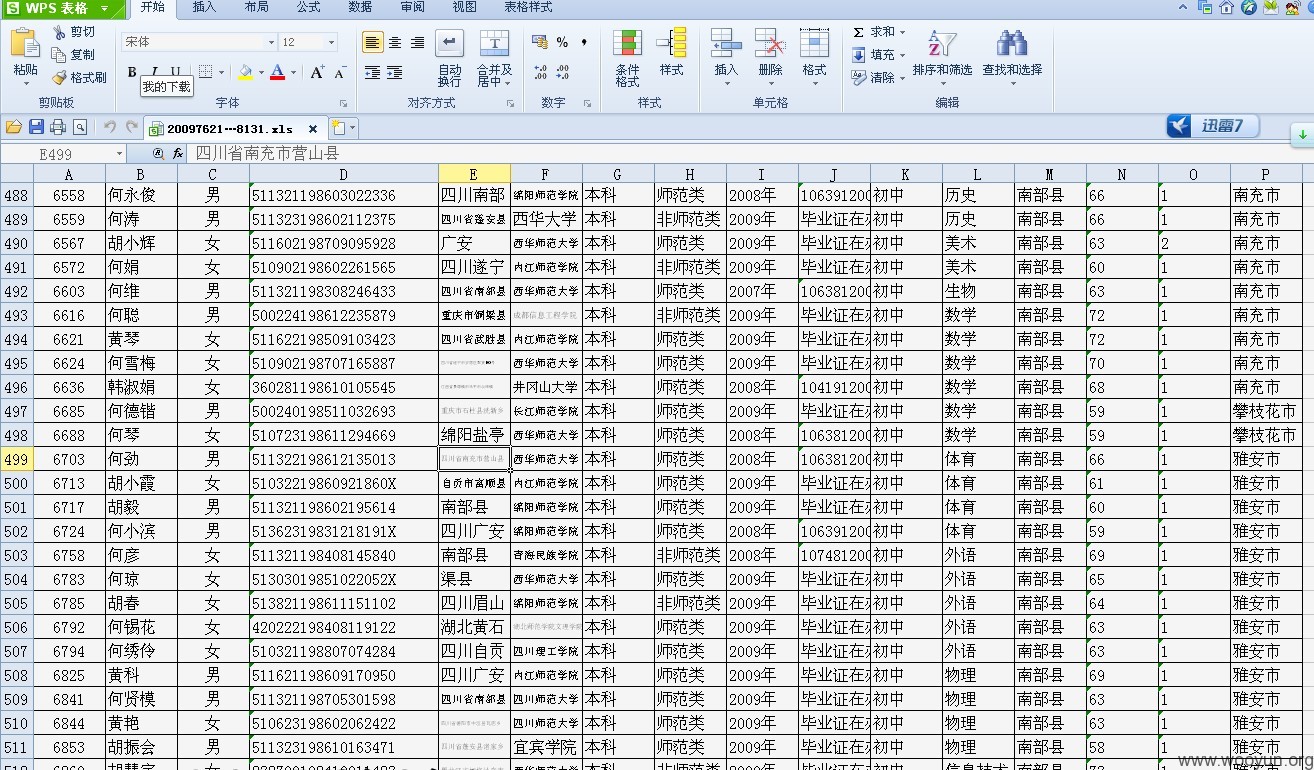 WPS 表格 开始 插入 布局 公式 数据 审阅 视图 表格样式
粘贴 剪切 复制 格式刷 宋体 12 B I U A A A 自动换行 合并及居中 % 条件格式 样式 插入 删除 格式 Σ 求和 填充 清除 排序和筛选 查找和选择
我的下载
剪贴板 字体 对齐方式 数字 样式 单元格 编辑
20097621---8131.xls 迅雷7
E499 fx 四川省南充市营山县
A B C D E F G H I J K L M N O P
488 6558 何永俊 男 511321198603022336 四川南部 绵阳师范学院 本科 师范类 2008年 10639120 初中 历史 南部县 66 1 南充市
489 6559 何涛 男 511323198602112375 四川省蓬安县 西华大学 本科 非师范类 2009年 毕业证在 初中 历史 南部县 66 1 南充市
490 6567 胡小辉 女 511602198709095928 广安 西华师范大学 本科 师范类 2009年 毕业证在 初中 美术 南部县 63 2 南充市
491 6572 何娟 女 510902198602261565 四川遂宁 内江师范学院 本科 非师范类 2009年 毕业证在 初中 美术 南部县 60 1 南充市
492 6603 何维 男 511321198308246433 四川省南部县 西华师范大学 本科 师范类 2007年 10638120 初中 生物 南部县 63 1 南充市
493 6616 何聪 男 500224198612235879 重庆市铜梁县 成都信息工程学院 本科 非师范类 2009年 毕业证在 初中 数学 南部县 72 1 南充市
494 6621 黄琴 女 511622198509103423 四川省武胜县 内江师范学院 本科 师范类 2009年 毕业证在 初中 数学 南部县 72 1 南充市
495 6624 何雪梅 女 510902198707165887 西华师范大学 本科 师范类 2009年 毕业证在 初中 数学 南部县 70 1 南充市
496 6636 韩淑娟 女 360281198610105545 井冈山大学 本科 师范类 2008年 10419120 初中 数学 南部县 68 1 南充市
497 6685 何德锴 男 500240198511032693 长江师范学院 本科 师范类 2009年 毕业证在 初中 数学 南部县 59 1 攀枝花市
498 6688 何琴 女 510723198611294669 绵阳盐亭 西华师范大学 本科 师范类 2008年 10638120 初中 数学 南部县 59 1 攀枝花市
499 6703 何劲 男 511322198612135013 四川省南充市营山县 西华师范大学 本科 师范类 2008年 10638120 初中 体育 南部县 66 1 雅安市
500 6713 胡小霞 女 51032219860921860X 自贡市富顺县 内江师范学院 本科 师范类 2009年 毕业证在 初中 体育 南部县 61 1 雅安市
501 6717 胡毅 男 511321198602195614 南部县 绵阳师范学院 本科 师范类 2009年 毕业证在 初中 体育 南部县 60 1 雅安市
502 6724 何小滨 男 51362319831218191X 四川广安 绵阳师范学院 本科 师范类 2008年 10639120 初中 体育 南部县 59 1 雅安市
503 6758 何彦 女 511321198408145840 南部县 青海民族学院 本科 非师范类 2008年 10748120 初中 外语 南部县 69 1 雅安市
504 6783 何琼 女 51303019851022052X 渠县 西华师范大学 本科 师范类 2009年 毕业证在 初中 外语 南部县 65 1 雅安市
505 6785 胡春 女 513821198611151102 四川眉山 绵阳师范学院 本科 非师范类 2009年 毕业证在 初中 外语 南部县 64 1 雅安市
506 6792 何锡花 女 420222198408119122 湖北黄石 湖北师范学院文理学院 本科 师范类 2009年 毕业证在 初中 外语 南部县 63 1 雅安市
507 6794 何绣伶 女 510321198807074284 四川自贡 四川理工学院 本科 师范类 2009年 毕业证在 初中 外语 南部县 63 1 雅安市
508 6825 黄科 男 511621198609170950 四川广安 内江师范学院 本科 师范类 2009年 毕业证在 初中 物理 南部县 69 1 雅安市
509 6841 何贤模 男 511321198705301598 四川省南部县 四川师范大学 本科 师范类 2009年 毕业证在 初中 物理 南部县 63 1 雅安市
510 6844 黄艳 女 510623198602062422 四川师范大学 本科 师范类 2009年 毕业证在 初中 物理 南部县 63 1 雅安市
511 6853 胡振会 男 511323198610163471 宜宾学院 本科 师范类 2009年 毕业证在 初中 物理 南部县 58 1 雅安市
www.wooyun.org